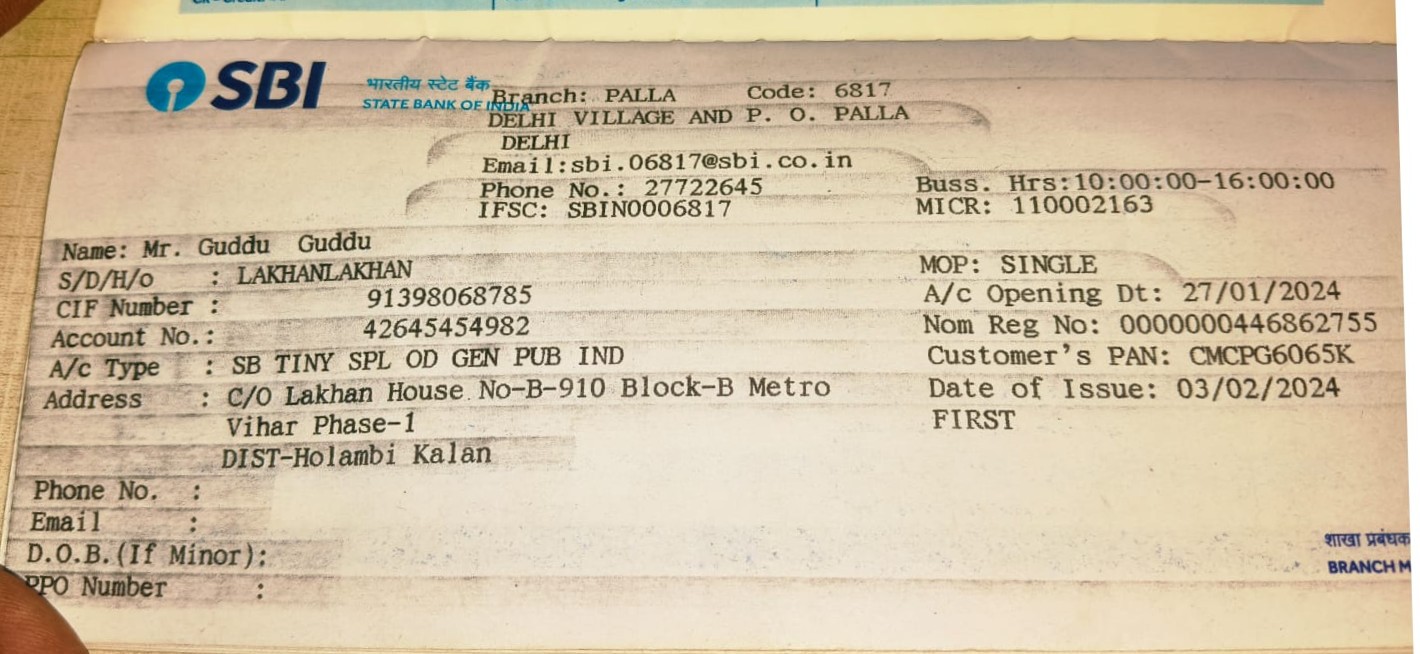 SBI
भारतीय स्टेट बैंक
STATE BANK OF INDIA
Branch: PALLA Code: 6817
DELHI VILLAGE AND P. O. PALLA
DELHI
Email:sbi.06817@sbi.co.in
Phone No.: 27722645 Buss. Hrs:10:00:00-16:00:00
IFSC: SBIN0006817 MICR: 110002163
Name: Mr. Guddu Guddu
S/D/H/o : LAKHANLAKHAN MOP: SINGLE
CIF Number : 91398068785 A/c Opening Dt: 27/01/2024
Account No.: 42645454982 Nom Reg No: 0000000446862755
A/c Type : SB TINY SPL OD GEN PUB IND Customer's PAN: CMCPG6065K
Address : C/O Lakhan House No-B-910 Block-B Metro Date of Issue: 03/02/2024
Vihar Phase-1 FIRST
DIST-Holambi Kalan
Phone No. :
Email :
D.O.B.(If Minor):
PPO Number :
शाखा प्रबंधक
BRANCH M